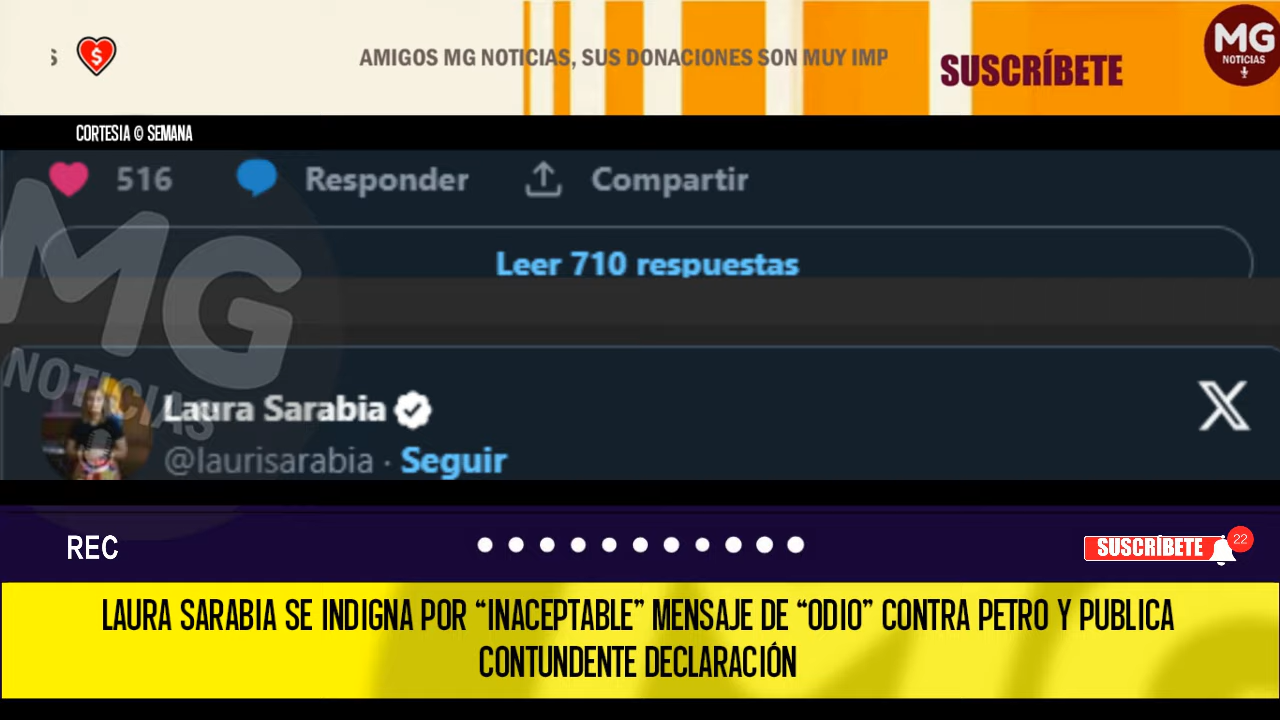 S
AMIGOS MG NOTICIAS, SUS DONACIONES SON MUY IMP
SUSCRÍBETE
MG
NOTICIAS
CORTESIA © SEMANA
516 Responder Compartir
Leer 710 respuestas
MG
NOTICIAS
Laura Sarabia
@laurisarabia · Seguir
REC
SUSCRÍBETE
22
LAURA SARABIA SE INDIGNA POR “INACEPTABLE” MENSAJE DE “ODIO” CONTRA PETRO Y PUBLICA
CONTUNDENTE DECLARACIÓN